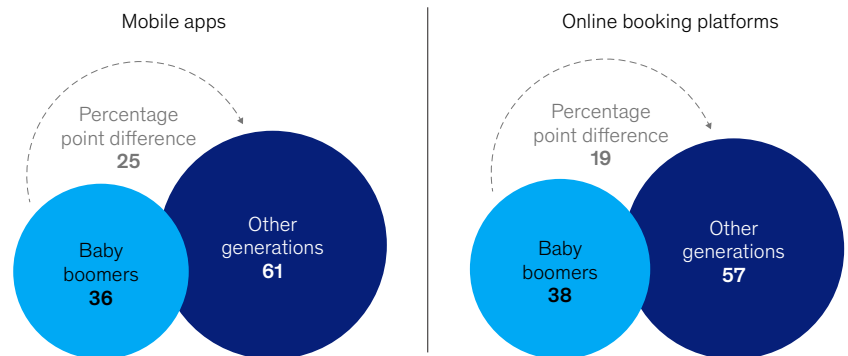 Mobile apps
Percentage
point difference
25
Baby
boomers
36
Other
generations
61
Online booking platforms
Percentage
point difference
19
Baby
boomers
38
Other
generations
57